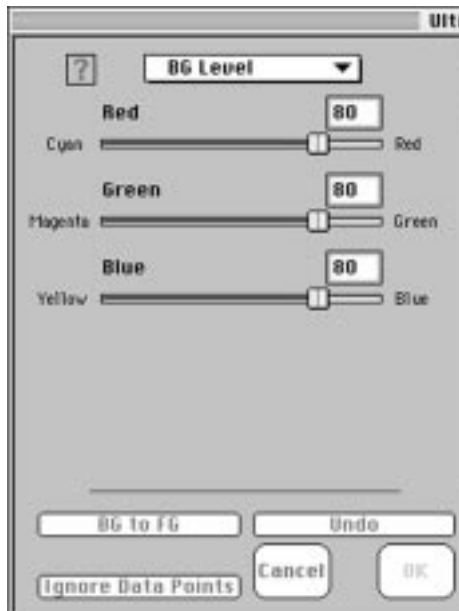 Ulti
?
BG Level
Red 80
Cyan Red
Green 80
Magenta Green
Blue 80
Yellow Blue
BG to FG Undo
Cancel OK
Ignore Data Points